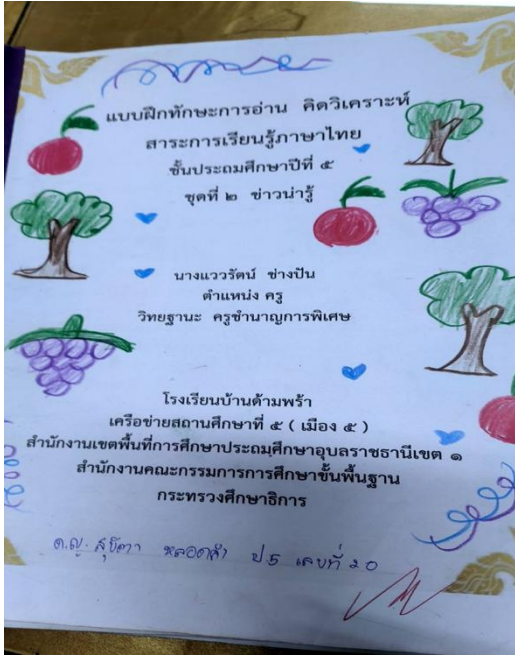 แบบฝึกทักษะการอ่าน คิดวิเคราะห์
สาระการเรียนรู้ภาษาไทย
ชั้นประถมศึกษาปีที่ ๕
ชุดที่ ๒ ข่าวน่ารู้
นางแววรัตน์ ช่างปัน
ตำแหน่ง ครู
วิทยฐานะ ครูชำนาญการพิเศษ
โรงเรียนบ้านด้ามพร้า
เครือข่ายสถานศึกษาที่ ๕ ( เมือง ๕ )
สำนักงานเขตพื้นที่การศึกษาประถมศึกษาอุบลราชธานีเขต ๑
สำนักงานคณะกรรมการการศึกษาขั้นพื้นฐาน
กระทรวงศึกษาธิการ
ด.ญ. หลอดคำ ป5 เลขที่ 20